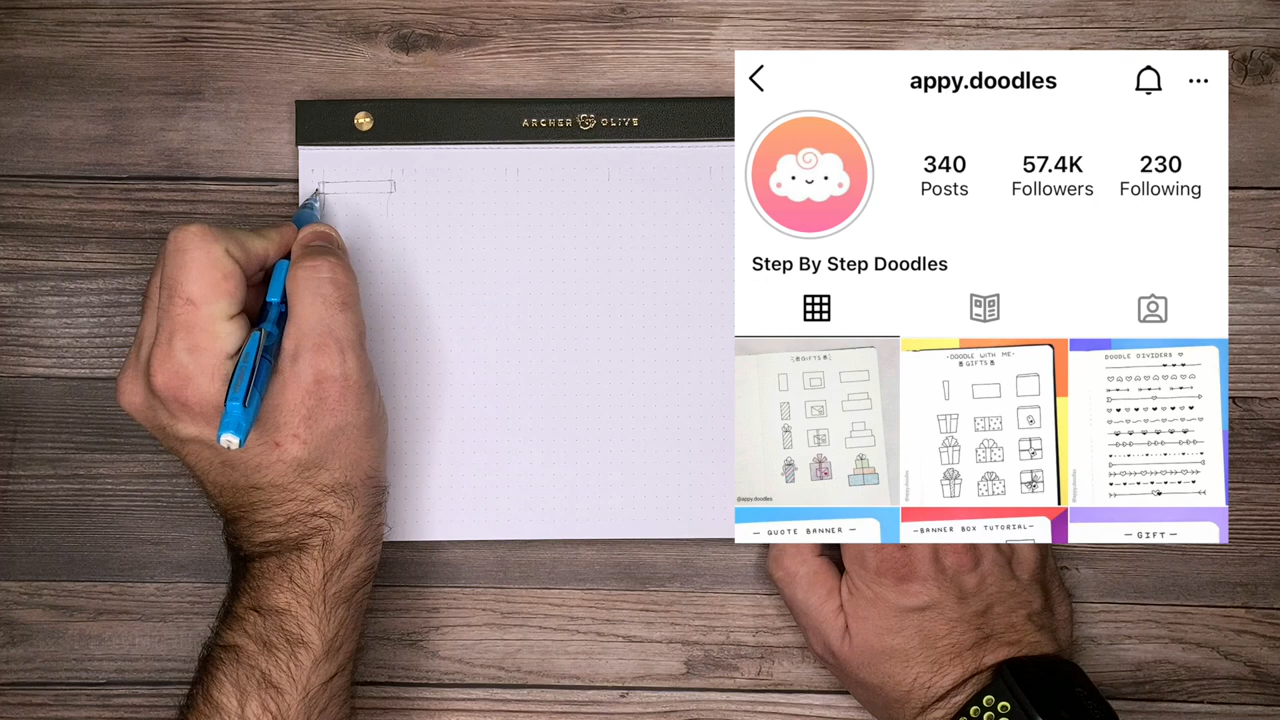 ARCHER & OLIVE
appy.doodles
340
57.4K
230
Posts
Followers
Following
Step By Step Doodles
GIFTS
@appy.doodles
•DOODLE WITH ME•
GIFTS
DOODLE DIVIDERS
— QUOTE BANNER —
—BANNER BOX TUTORIAL—
— GIFT —